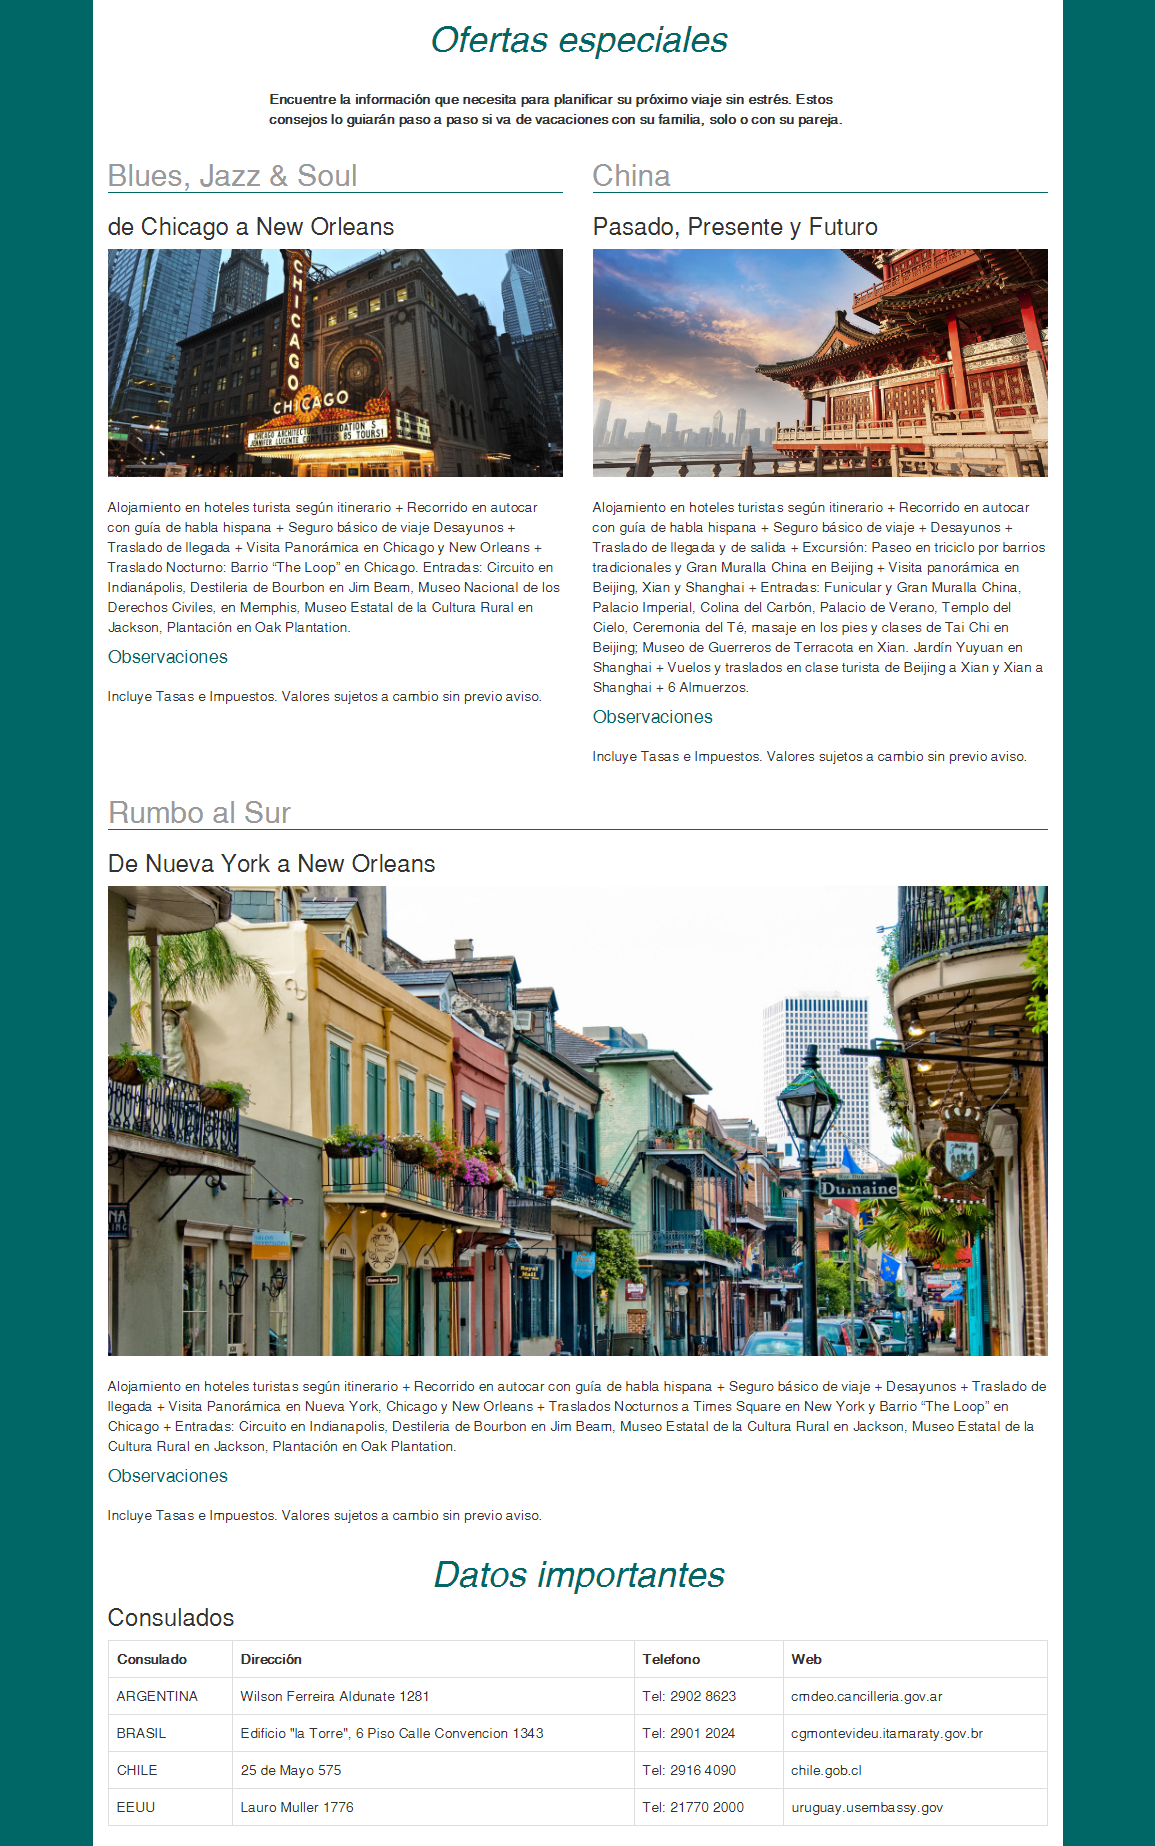 Ofertas especiales
Encuentre la información que necesita para planificar su próximo viaje sin estrés. Estos
consejos lo guiarán paso a paso si va de vacaciones con su familia, solo o con su pareja.
Blues, Jazz & Soul
de Chicago a New Orleans
CHICAGO
CHICAGO
CHICAGO ARCHITECTURE FOUNDATION S
JENNIFER LUCENTE COMPLETES 85 TOURS!
Alojamiento en hoteles turista según itinerario + Recorrido en autocar
con guía de habla hispana + Seguro básico de viaje Desayunos +
Traslado de llegada + Visita Panorámica en Chicago y New Orleans +
Traslado Nocturno: Barrio “The Loop” en Chicago. Entradas: Circuito en
Indianápolis, Destileria de Bourbon en Jim Beam, Museo Nacional de los
Derechos Civiles, en Memphis, Museo Estatal de la Cultura Rural en
Jackson, Plantación en Oak Plantation.
Observaciones
Incluye Tasas e Impuestos. Valores sujetos a cambio sin previo aviso.
China
Pasado, Presente y Futuro
Alojamiento en hoteles turistas según itinerario + Recorrido en autocar
con guía de habla hispana + Seguro básico de viaje + Desayunos +
Traslado de llegada y de salida + Excursión: Paseo en triciclo por barrios
tradicionales y Gran Muralla China en Beijing + Visita panorámica en
Beijing, Xian y Shanghai + Entradas: Funicular y Gran Muralla China,
Palacio Imperial, Colina del Carbón, Palacio de Verano, Templo del
Cielo, Ceremonia del Té, masaje en los pies y clases de Tai Chi en
Beijing; Museo de Guerreros de Terracota en Xian. Jardín Yuyuan en
Shanghai + Vuelos y traslados en clase turista de Beijing a Xian y Xian a
Shanghai + 6 Almuerzos.
Observaciones
Incluye Tasas e Impuestos. Valores sujetos a cambio sin previo aviso.
Rumbo al Sur
De Nueva York a New Orleans
Dumaine
Royal
Mail
Alojamiento en hoteles turistas según itinerario + Recorrido en autocar con guía de habla hispana + Seguro básico de viaje + Desayunos + Traslado de
llegada + Visita Panorámica en Nueva York, Chicago y New Orleans + Traslados Nocturnos a Times Square en New York y Barrio “The Loop” en
Chicago + Entradas: Circuito en Indianapolis, Destileria de Bourbon en Jim Beam, Museo Estatal de la Cultura Rural en Jackson, Museo Estatal de la
Cultura Rural en Jackson, Plantación en Oak Plantation.
Observaciones
Incluye Tasas e Impuestos. Valores sujetos a cambio sin previo aviso.
Datos importantes
Consulados
Consulado Dirección Telefono Web
ARGENTINA Wilson Ferreira Aldunate 1281 Tel: 2902 8623 cmdeo.cancilleria.gov.ar
BRASIL Edificio "la Torre", 6 Piso Calle Convencion 1343 Tel: 2901 2024 cgmontevideu.itamaraty.gov.br
CHILE 25 de Mayo 575 Tel: 2916 4090 chile.gob.cl
EEUU Lauro Muller 1776 Tel: 21770 2000 uruguay.usembassy.gov